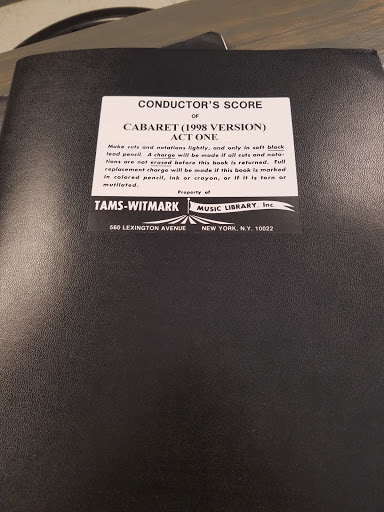 CONDUCTOR'S SCORE
OF
CABARET (1998 VERSION)
ACT ONE
Make cuts and notations lightly, and only in soft black
lead pencil. A charge will be made if all cuts and nota-
tions are not erased before this book is returned. Full
replacement charge will be made if this book is marked
in colored pencil, ink or crayon, or if it is torn or
mutilated.
Property of
TAMS-WITMARK MUSIC LIBRARY, Inc.
560 LEXINGTON AVENUE NEW YORK, N.Y. 10022